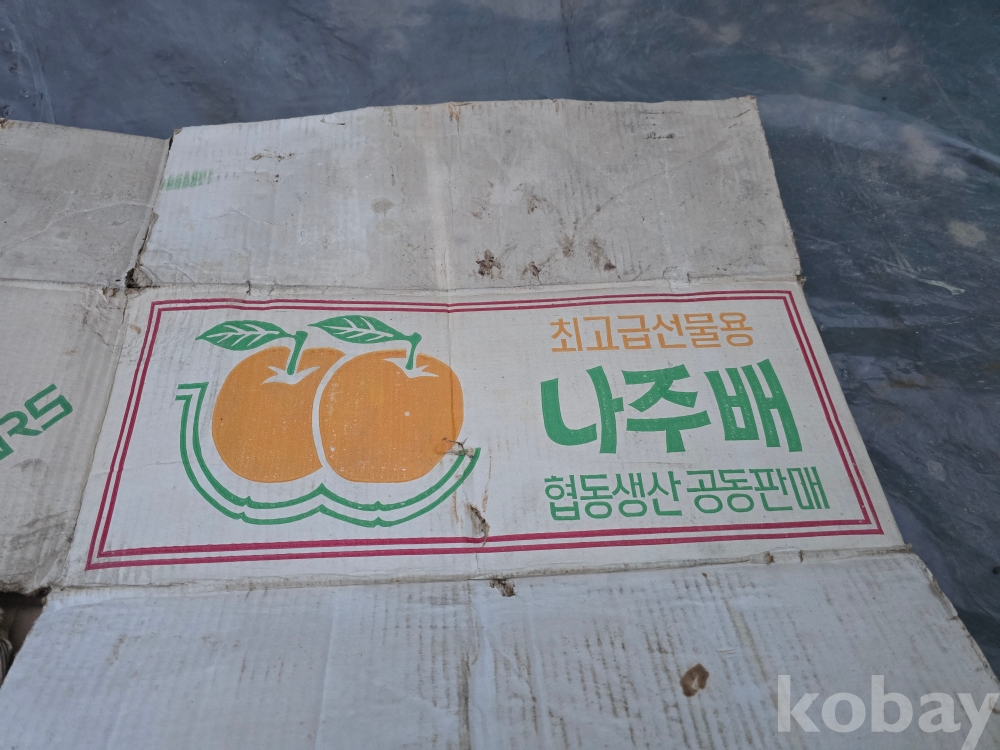 최고급선물용
나주배
협동생산 공동판매
kobay